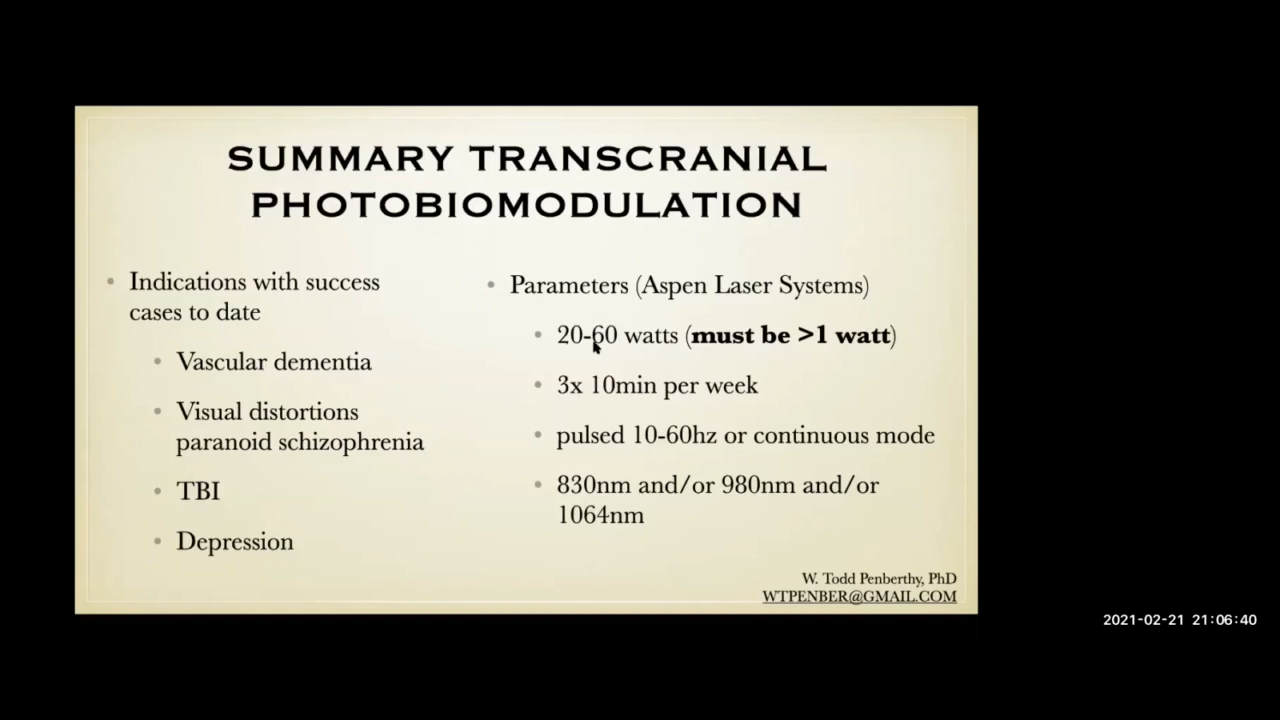 SUMMARY TRANSCRANIAL
PHOTOBIOMODULATION
• Indications with success
cases to date
• Vascular dementia
• Visual distortions
paranoid schizophrenia
• TBI
• Depression
• Parameters (Aspen Laser Systems)
• 20-60 watts (must be >1 watt)
• 3x 10min per week
• pulsed 10-60hz or continuous mode
• 830nm and/or 980nm and/or
1064nm
W. Todd Penberthy, PhD
WTPENBER@GMAIL.COM
2021-02-21 21:06:40